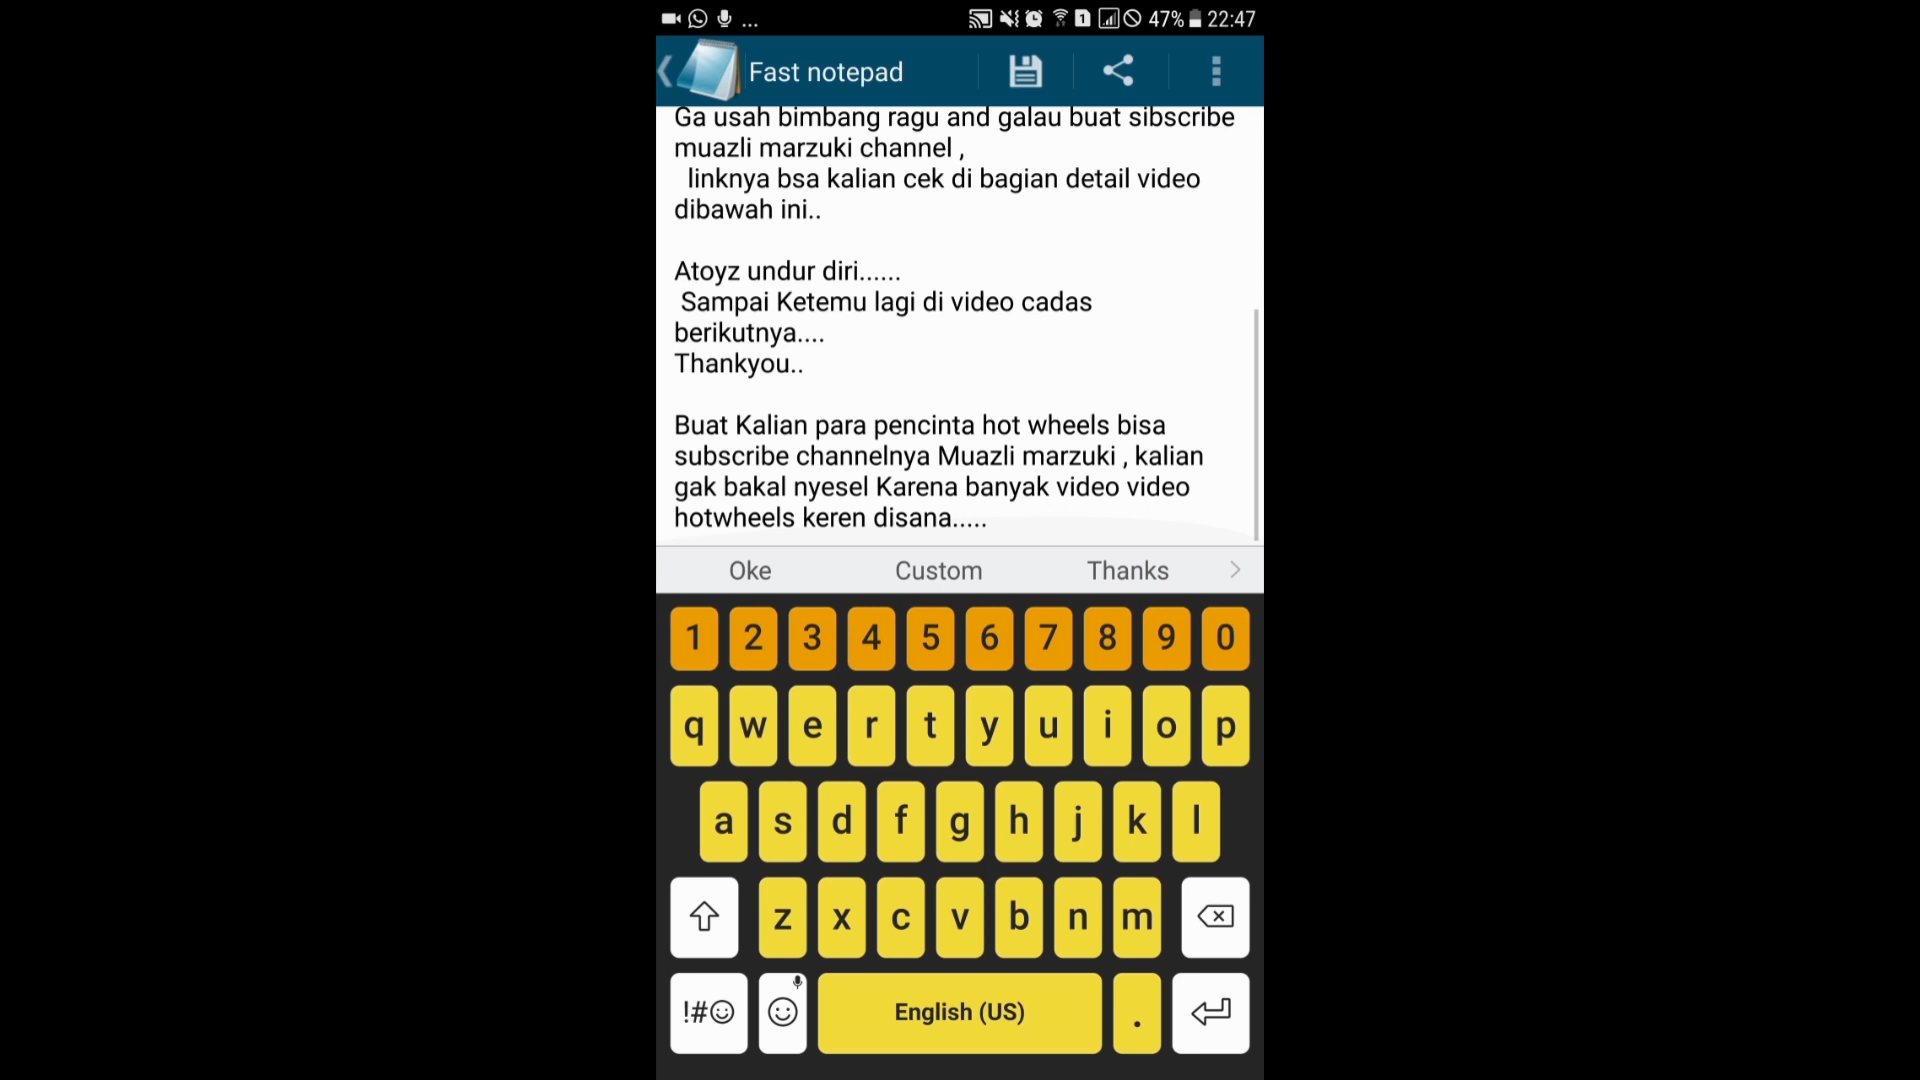 ... 1 47% 22:47
Fast notepad
Ga usah bimbang ragu and galau buat sibscribe
muazli marzuki channel ,
linknya bsa kalian cek di bagian detail video
dibawah ini..
Atoyz undur diri......
Sampai Ketemu lagi di video cadas
berikutnya....
Thankyou..
Buat Kalian para pencinta hot wheels bisa
subscribe channelnya Muazli marzuki , kalian
gak bakal nyesel Karena banyak video video
hotwheels keren disana.....
Oke Custom Thanks
1 2 3 4 5 6 7 8 9 0
q w e r t y u i o p
a s d f g h j k l
z x c v b n m
!#☺ English (US) .